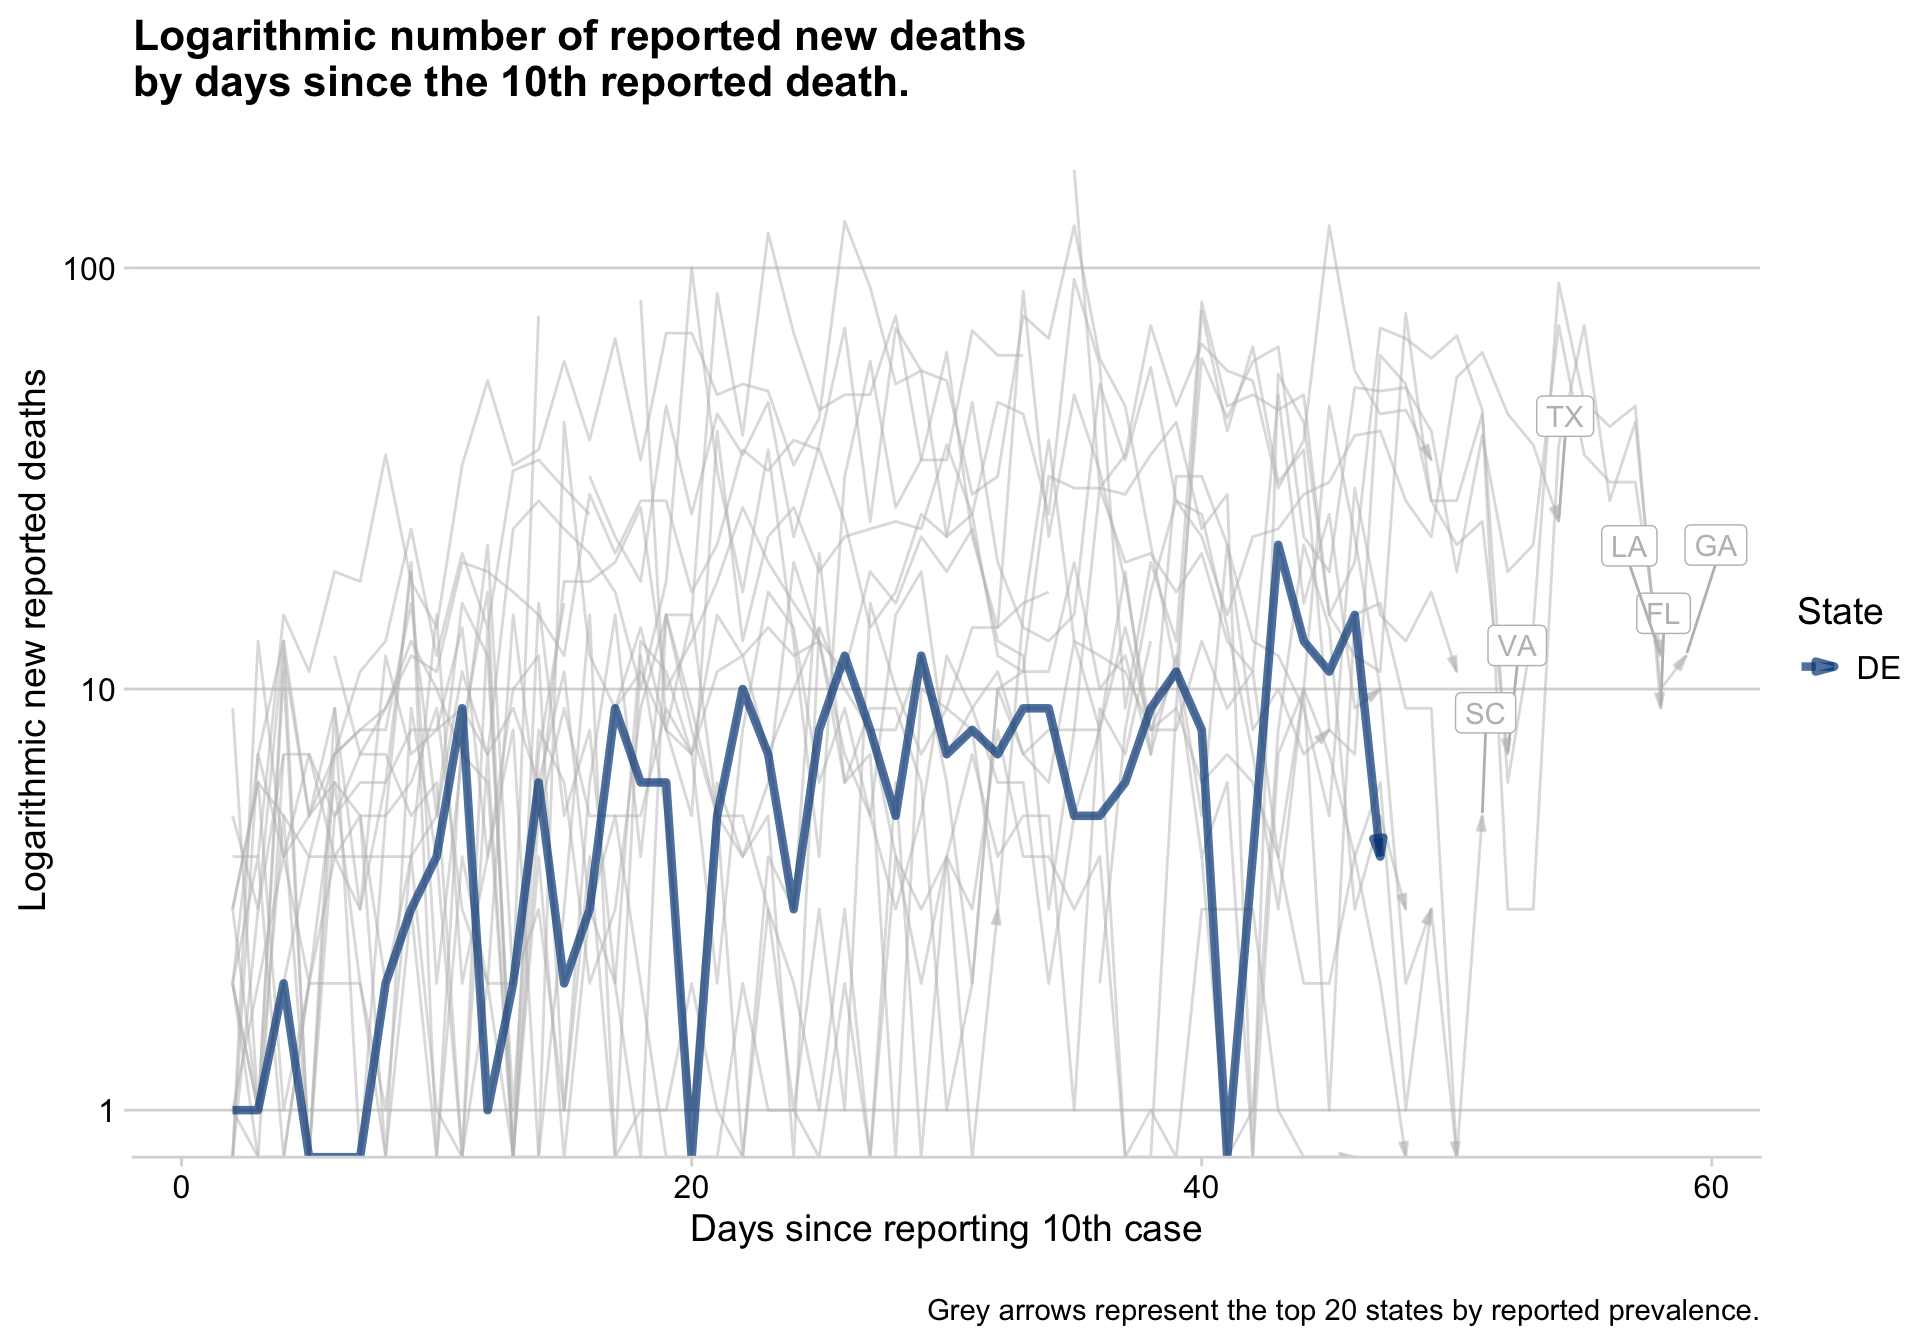 Logarithmic number of reported new deaths
by days since the 10th reported death.
Logarithmic new reported deaths
100
10
1
TX
LA
GA
FL
VA
SC
State
DE
0
20
40
60
Days since reporting 10th case
Grey arrows represent the top 20 states by reported prevalence.